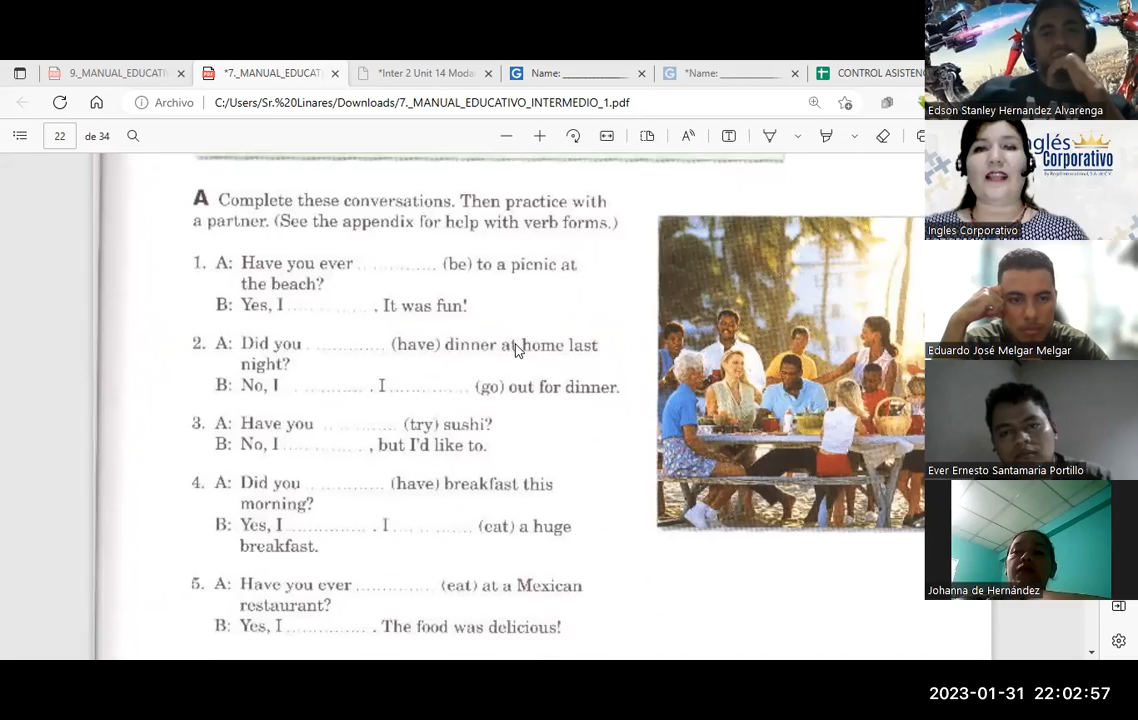 9._MANUAL_EDUCATI
*7._MANUAL_EDUCAT
*Inter 2 Unit 14 Moda
Name: ____________
*Name: ____________
CONTROL ASISTEN
Archivo
C:/Users/Sr.%20Linares/Downloads/7._MANUAL_EDUCATIVO_INTERMEDIO_1.pdf
22
de 34
A Complete these conversations. Then practice with
a partner. (See the appendix for help with verb forms.)
1. A: Have you ever .............. (be) to a picnic at
the beach?
B: Yes, I .............. . It was fun!
2. A: Did you .............. (have) dinner at home last
night?
B: No, I .............. . I .............. (go) out for dinner.
3. A: Have you .............. (try) sushi?
B: No, I .............. , but I'd like to.
4. A: Did you .............. (have) breakfast this
morning?
B: Yes, I .............. . I .............. (eat) a huge
breakfast.
5. A: Have you ever .............. (eat) at a Mexican
restaurant?
B: Yes, I .............. . The food was delicious!
Edson Stanley Hernandez Alvarenga
nglés
Corporativo
Ingles Corporativo
Eduardo José Melgar Melgar
Ever Ernesto Santamaria Portillo
Johanna de Hernández
2023-01-31 22:02:57